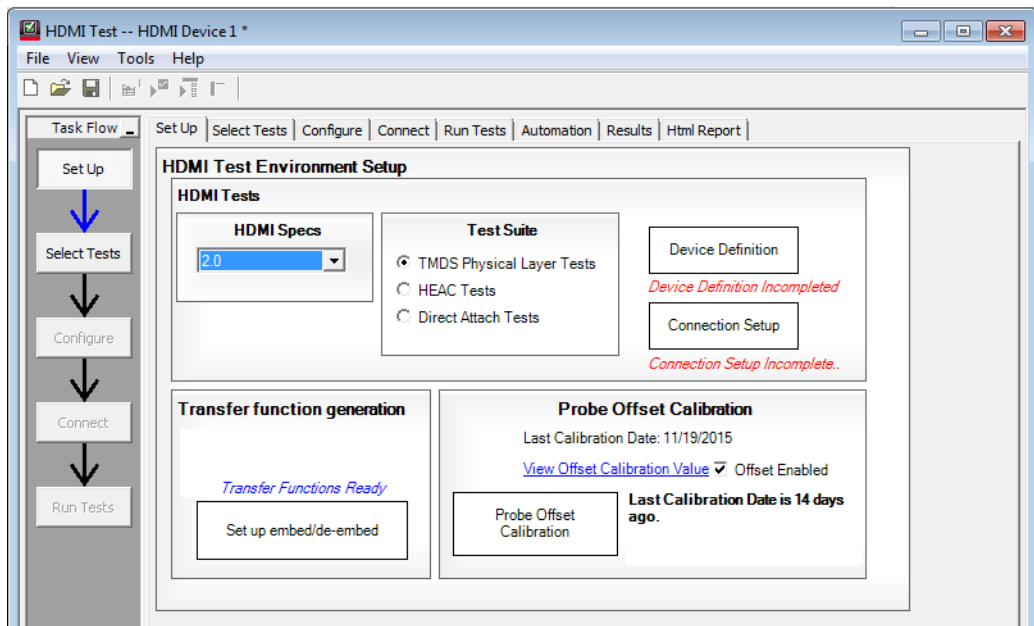 HDMI Test -- HDMI Device 1 *
File View Tools Help
Task Flow
Set Up
Select Tests
Configure
Connect
Run Tests
Set Up Select Tests Configure Connect Run Tests Automation Results Html Report
HDMI Test Environment Setup
HDMI Tests
HDMI Specs
2.0
Test Suite
TMDS Physical Layer Tests
HEAC Tests
Direct Attach Tests
Device Definition
Device Definition Incompleted
Connection Setup
Connection Setup Incomplete..
Transfer function generation
Transfer Functions Ready
Set up embed/de-embed
Probe Offset Calibration
Last Calibration Date: 11/19/2015
View Offset Calibration Value Offset Enabled
Probe Offset
Calibration
Last Calibration Date is 14 days
ago.